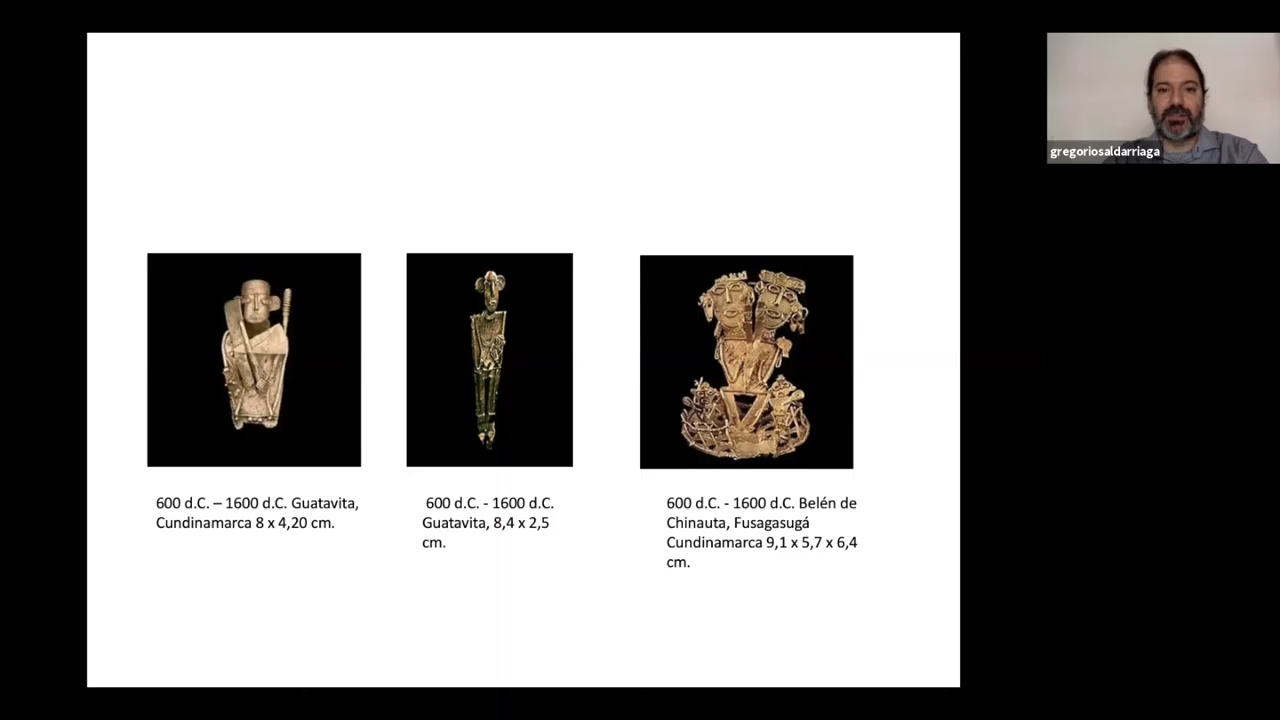 gregoriosaldarriaga
600 d.C. – 1600 d.C. Guatavita,
Cundinamarca 8 x 4,20 cm.
600 d.C. - 1600 d.C.
Guatavita, 8,4 x 2,5
cm.
600 d.C. - 1600 d.C. Belén de
Chinauta, Fusagasugá
Cundinamarca 9,1 x 5,7 x 6,4
cm.